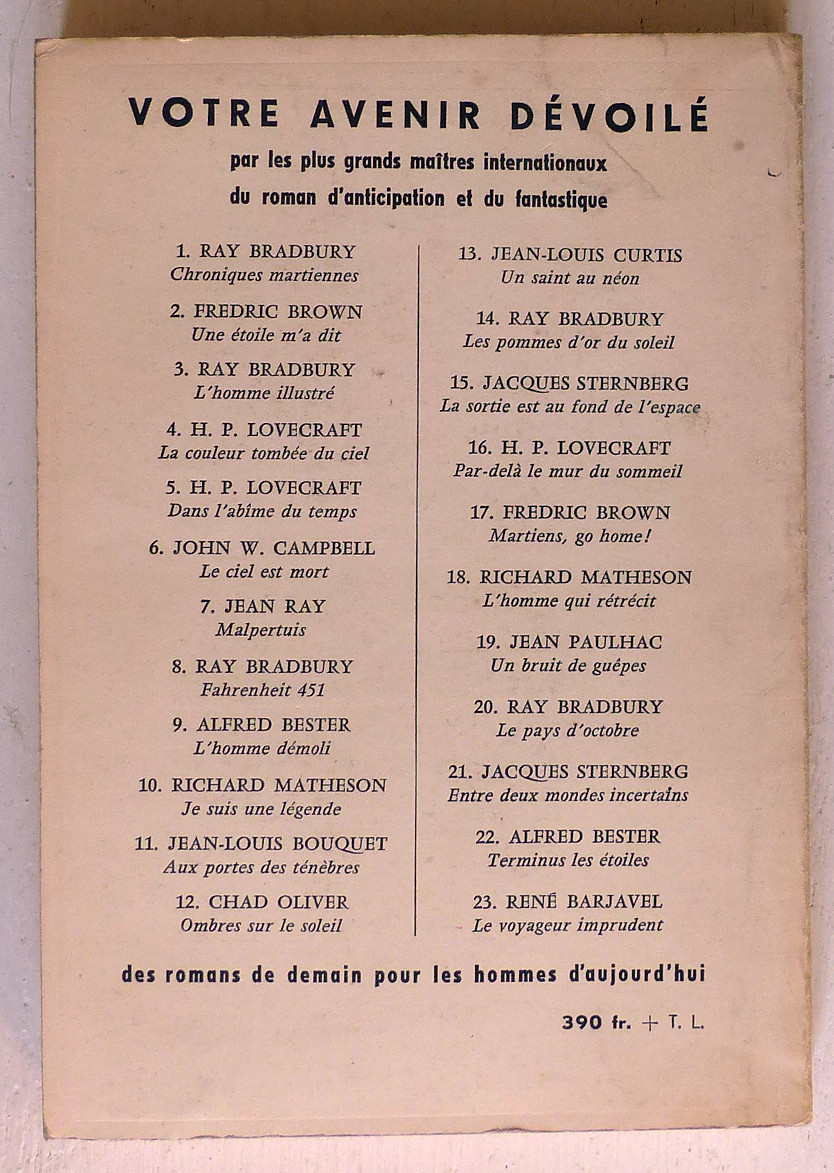 VOTRE AVENIR DÉVOILÉ
par les plus grands maîtres internationaux
du roman d'anticipation et du fantastique
1. RAY BRADBURY
Chroniques martiennes
2. FREDRIC BROWN
Une étoile m'a dit
3. RAY BRADBURY
L'homme illustré
4. H. P. LOVECRAFT
La couleur tombée du ciel
5. H. P. LOVECRAFT
Dans l'abîme du temps
6. JOHN W. CAMPBELL
Le ciel est mort
7. JEAN RAY
Malpertuis
8. RAY BRADBURY
Fahrenheit 451
9. ALFRED BESTER
L'homme démoli
10. RICHARD MATHESON
Je suis une légende
11. JEAN-LOUIS BOUQUET
Aux portes des ténèbres
12. CHAD OLIVER
Ombres sur le soleil
13. JEAN-LOUIS CURTIS
Un saint au néon
14. RAY BRADBURY
Les pommes d'or du soleil
15. JACQUES STERNBERG
La sortie est au fond de l'espace
16. H. P. LOVECRAFT
Par-delà le mur du sommeil
17. FREDRIC BROWN
Martiens, go home!
18. RICHARD MATHESON
L'homme qui rétrécit
19. JEAN PAULHAC
Un bruit de guêpes
20. RAY BRADBURY
Le pays d'octobre
21. JACQUES STERNBERG
Entre deux mondes incertains
22. ALFRED BESTER
Terminus les étoiles
23. RENÉ BARJAVEL
Le voyageur imprudent
des romans de demain pour les hommes d'aujourd'hui
390 fr. + T. L.